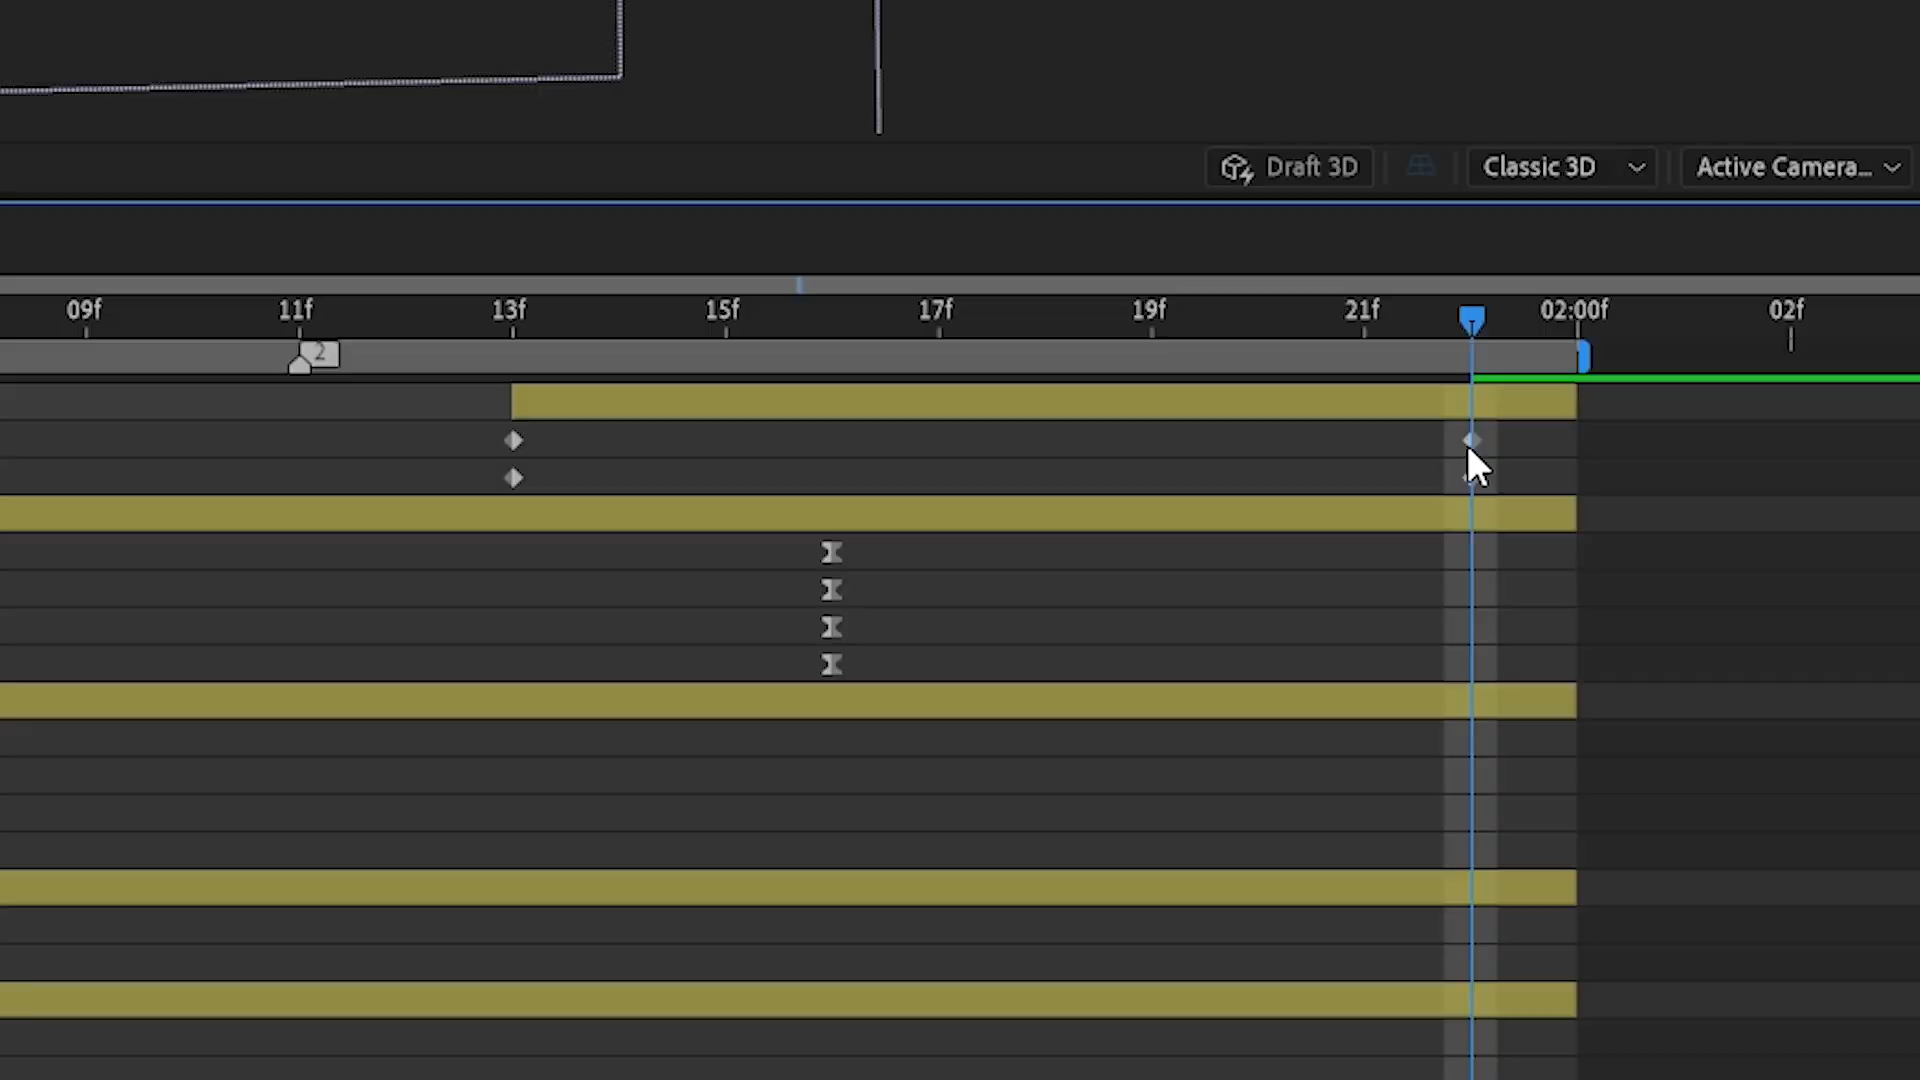 Draft 3D Classic 3D Active Camera...
09f 11f 13f 15f 17f 19f 21f 02:00f 02f
2